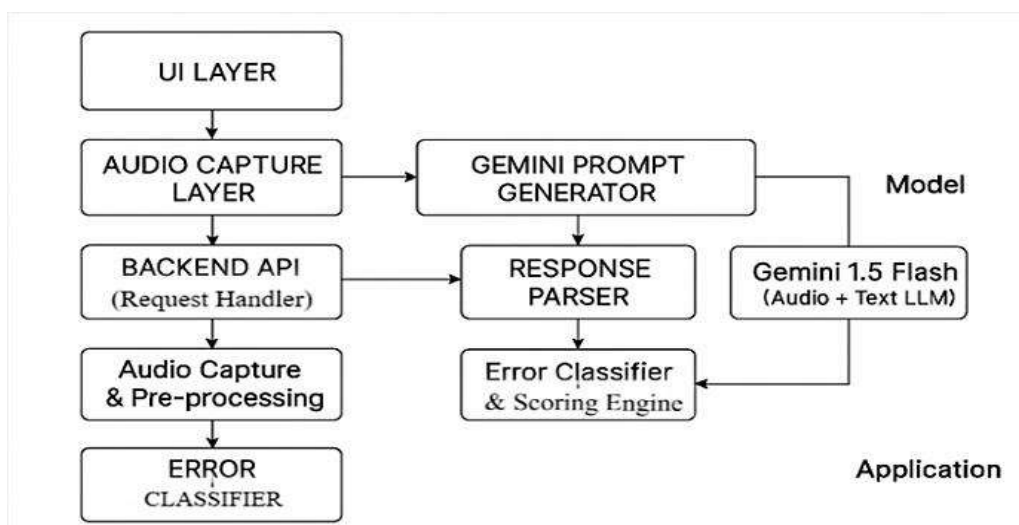 UI LAYER
AUDIO CAPTURE
LAYER
GEMINI PROMPT
GENERATOR
Model
BACKEND API
(Request Handler)
RESPONSE
PARSER
Gemini 1.5 Flash
(Audio + Text LLM)
Audio Capture
& Pre-processing
Error Classifier
& Scoring Engine
ERROR
CLASSIFIER
Application